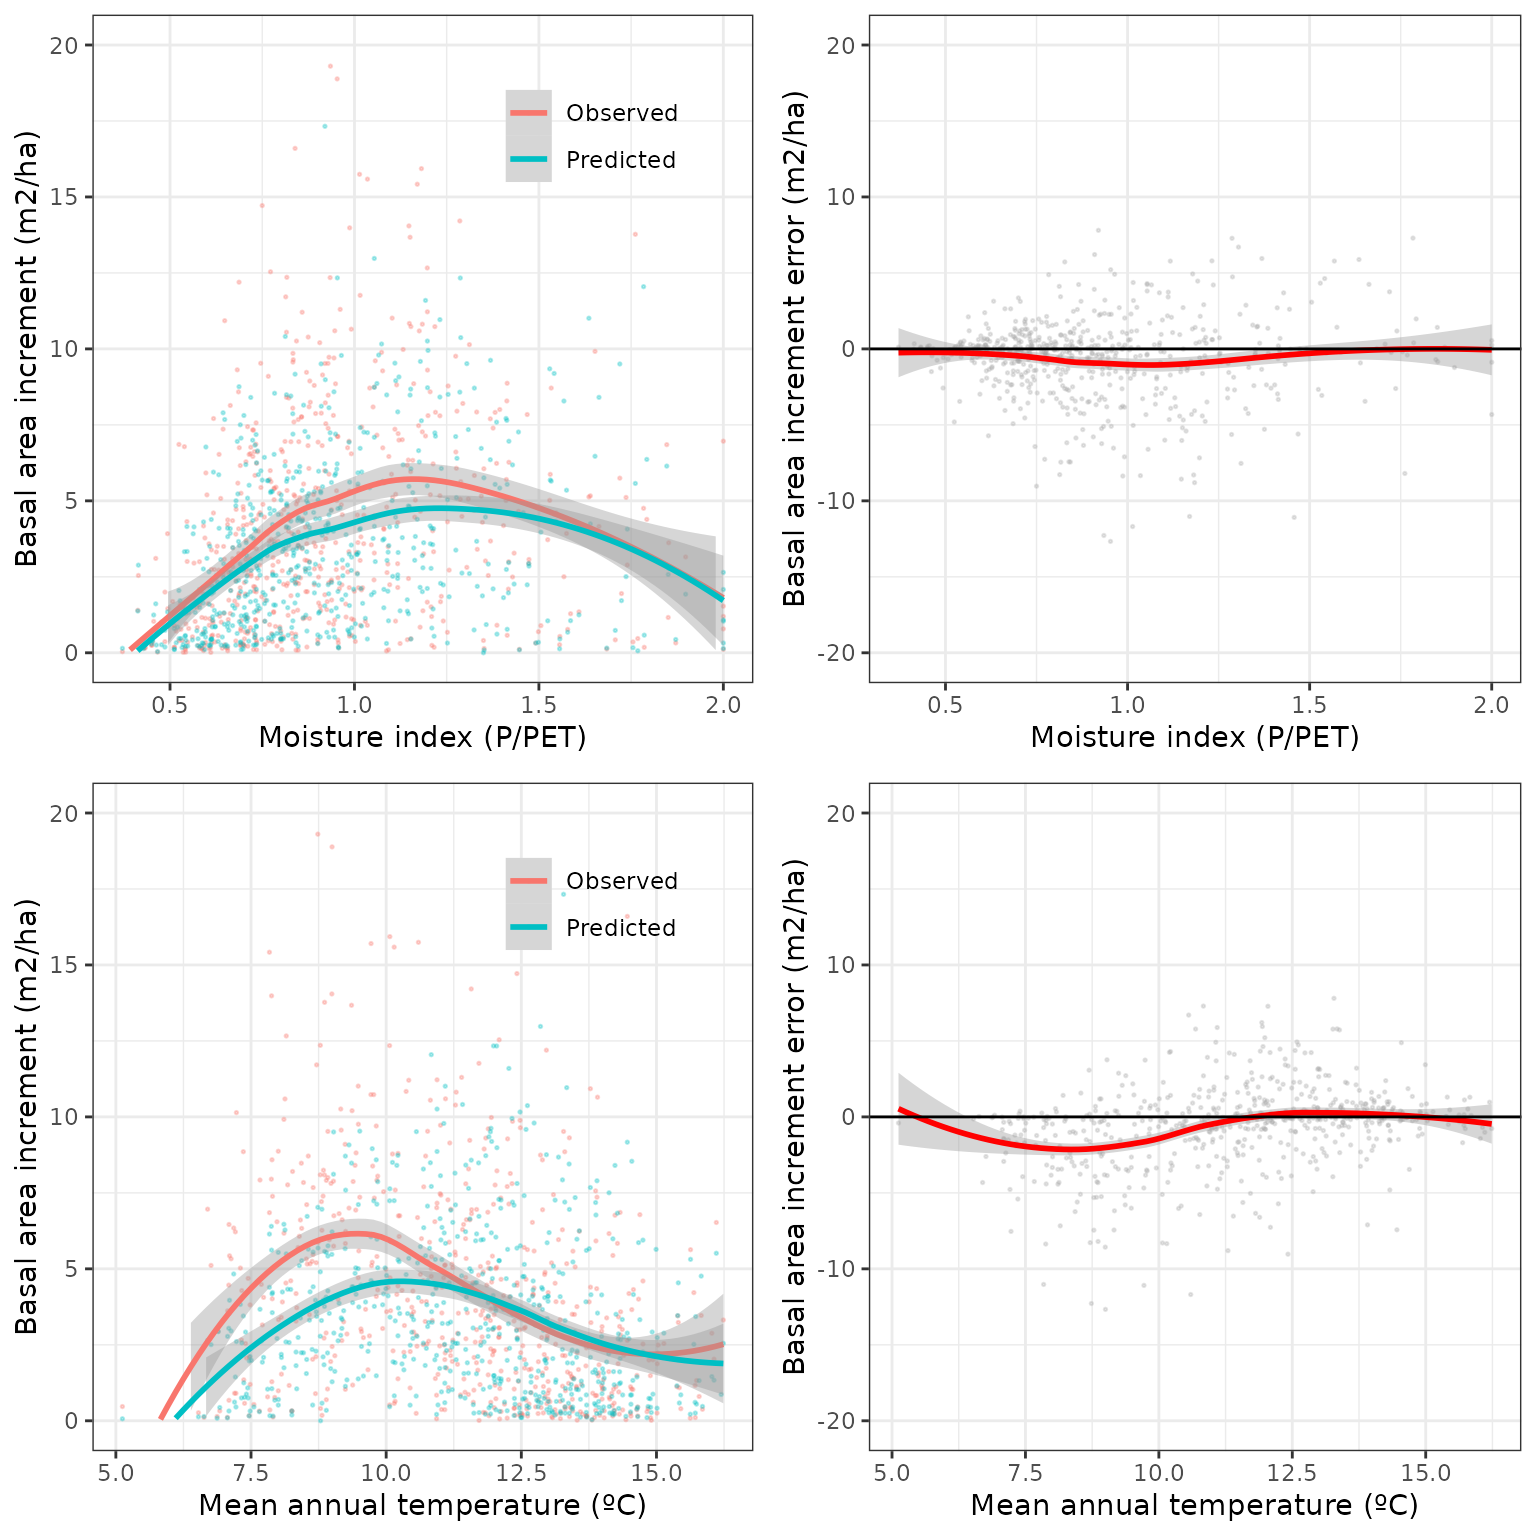 Basal area increment (m2/ha)
20
15
10
5
0
Observed
Predicted
0.5 1.0 1.5 2.0
Moisture index (P/PET)
Basal area increment error (m2/ha)
20
10
0
-10
-20
0.5 1.0 1.5 2.0
Moisture index (P/PET)
Basal area increment (m2/ha)
20
15
10
5
0
Observed
Predicted
5.0 7.5 10.0 12.5 15.0
Mean annual temperature (ºC)
Basal area increment error (m2/ha)
20
10
0
-10
-20
5.0 7.5 10.0 12.5 15.0
Mean annual temperature (ºC)